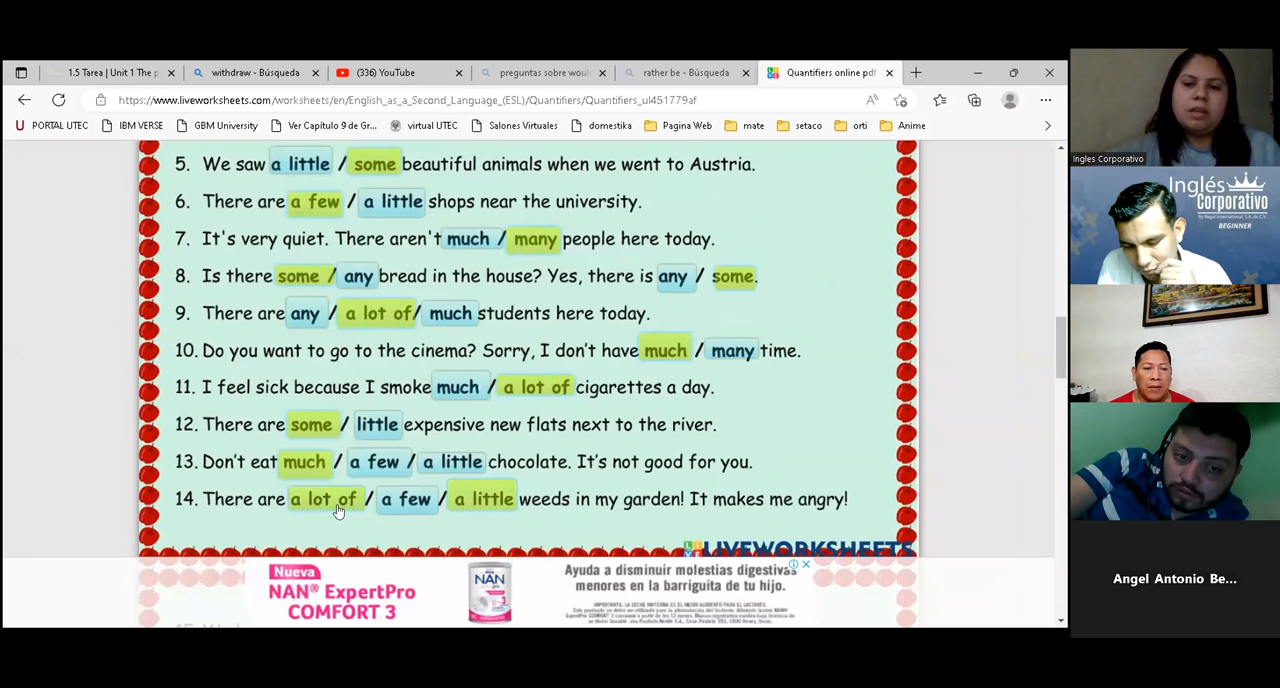 1.5 Tarea | Unit 1 The p
withdraw - Búsqueda
(336) YouTube
preguntas sobre woul
rather be - Búsqueda
Quantifiers online pdf
https://www.liveworksheets.com/worksheets/en/English_as_a_Second_Language_(ESL)/Quantifiers/Quantifiers_ul451779af
PORTAL UTEC
IBM VERSE
GBM University
Ver Capítulo 9 de Gr...
virtual UTEC
Salones Virtuales
domestika
Pagina Web
mate
setaco
orti
Anime
5. We saw a little / some beautiful animals when we went to Austria.
6. There are a few / a little shops near the university.
7. It's very quiet. There aren't much / many people here today.
8. Is there some / any bread in the house? Yes, there is any / some.
9. There are any / a lot of / much students here today.
10. Do you want to go to the cinema? Sorry, I don't have much / many time.
11. I feel sick because I smoke much / a lot of cigarettes a day.
12. There are some / little expensive new flats next to the river.
13. Don't eat much / a few / a little chocolate. It's not good for you.
14. There are a lot of / a few / a little weeds in my garden! It makes me angry!
LIVEWORKSHEETS
Nueva
NAN® ExpertPro
COMFORT 3
NAN
Ayuda a disminuir molestias digestivas
menores en la barriguita de tu hijo.
Ingles Corporativo
Inglés
Corporativo
By Regal International, S.A. de C.V.
BEGINNER
Angel Antonio Be...